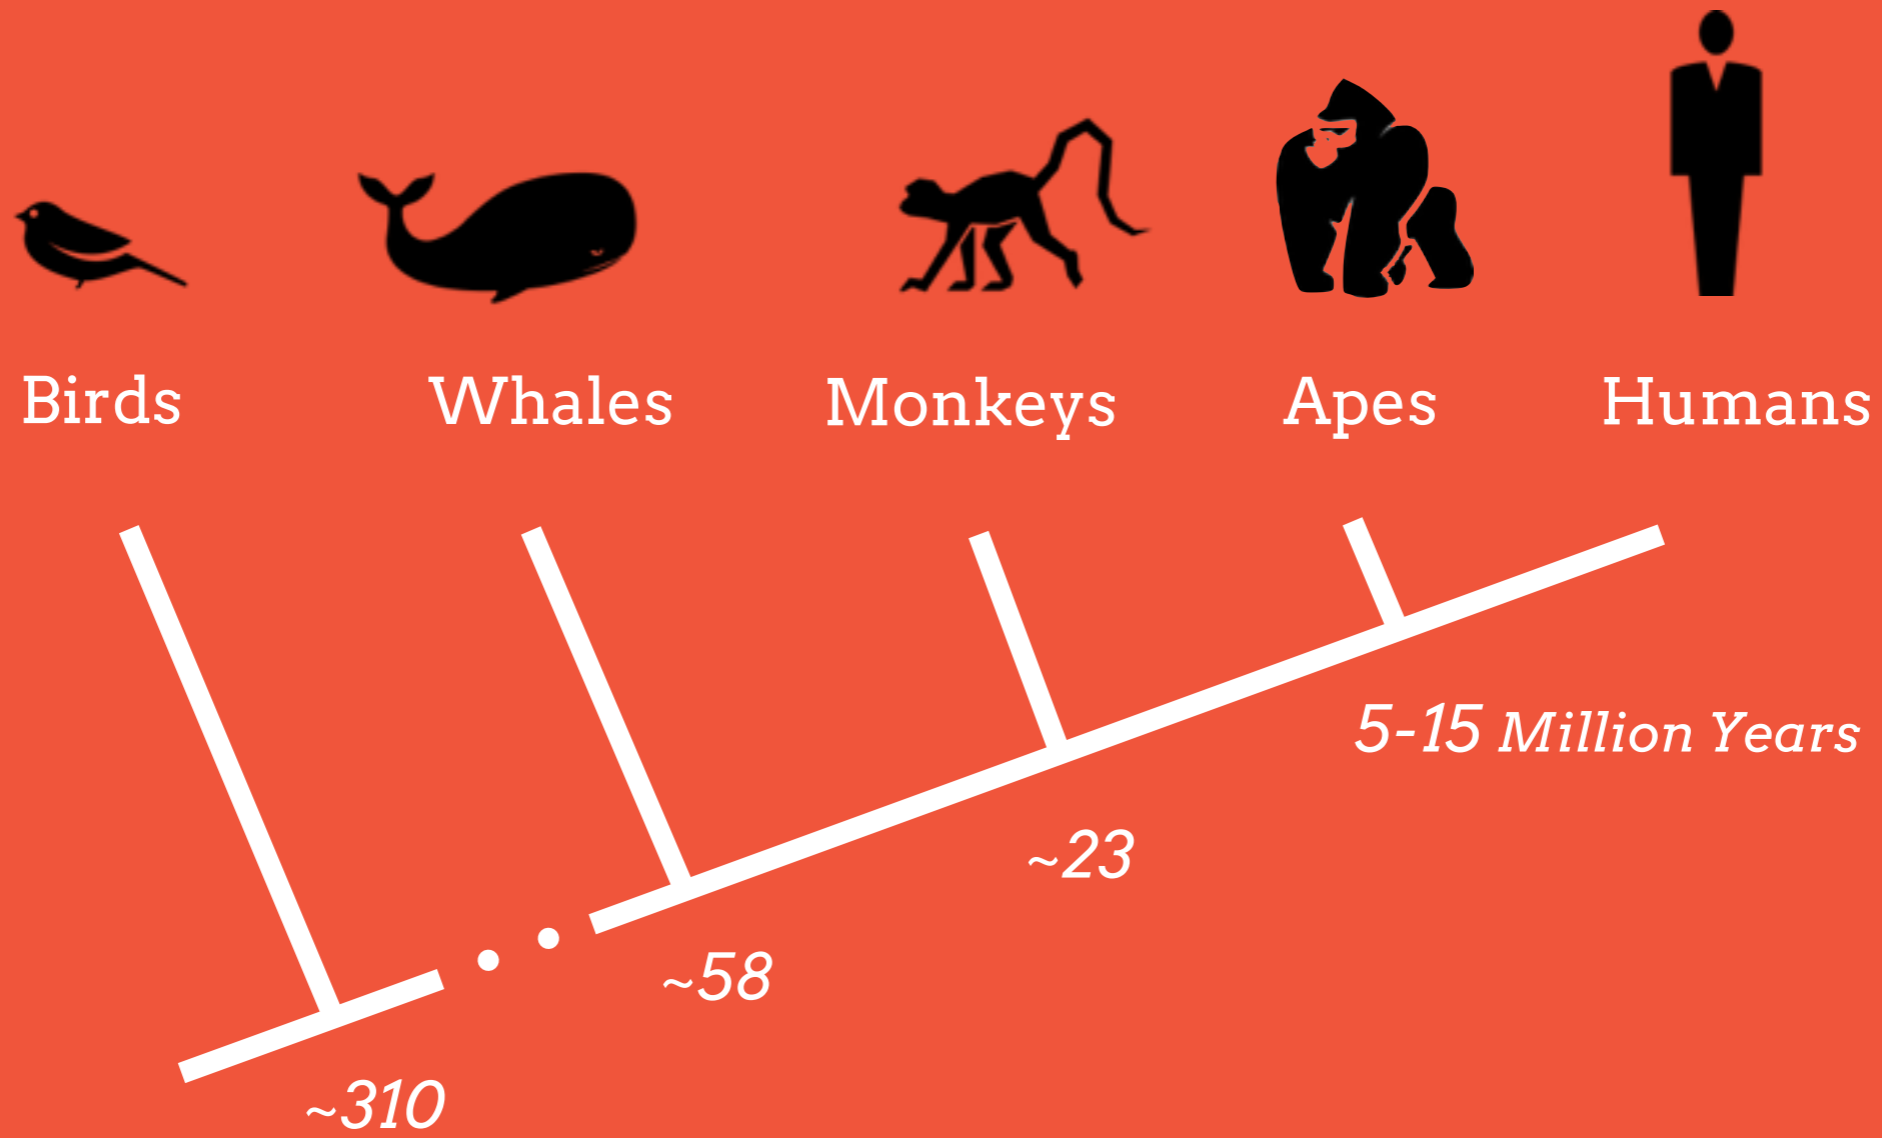 Birds
Whales
Monkeys
Apes
Humans
5-15 Million Years
~23
~58
~310